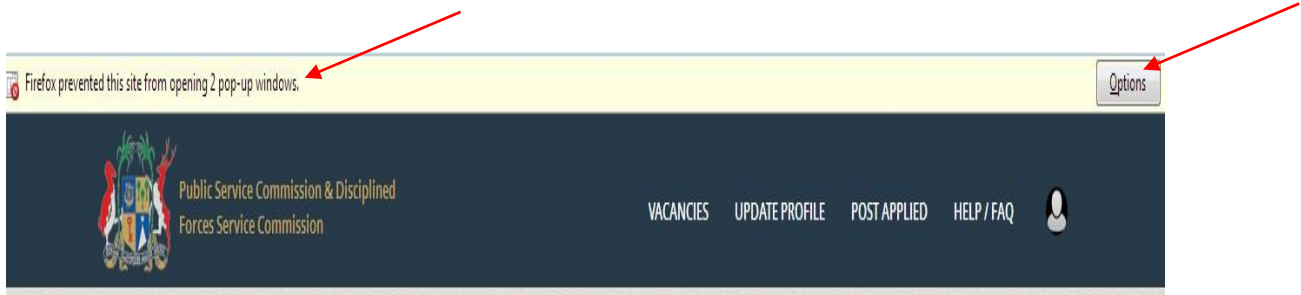 Firefox prevented this site from opening 2 pop-up windows.
Options
Public Service Commission & Disciplined
Forces Service Commission
VACANCIES UPDATE PROFILE POST APPLIED HELP / FAQ